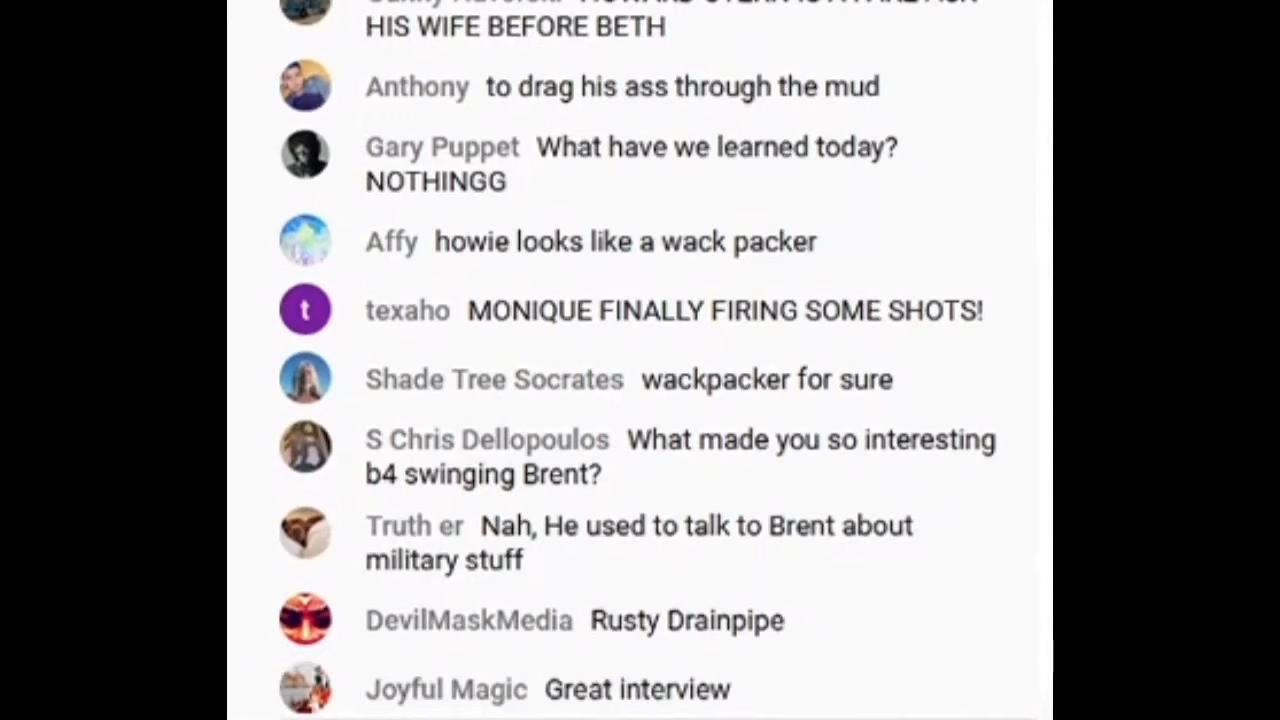 HIS WIFE BEFORE BETH
Anthony to drag his ass through the mud
Gary Puppet What have we learned today?
NOTHINGG
Affy howie looks like a wack packer
t
texaho MONIQUE FINALLY FIRING SOME SHOTS!
Shade Tree Socrates wackpacker for sure
S Chris Dellopoulos What made you so interesting
b4 swinging Brent?
Truth er Nah, He used to talk to Brent about
military stuff
DevilMaskMedia Rusty Drainpipe
Joyful Magic Great interview